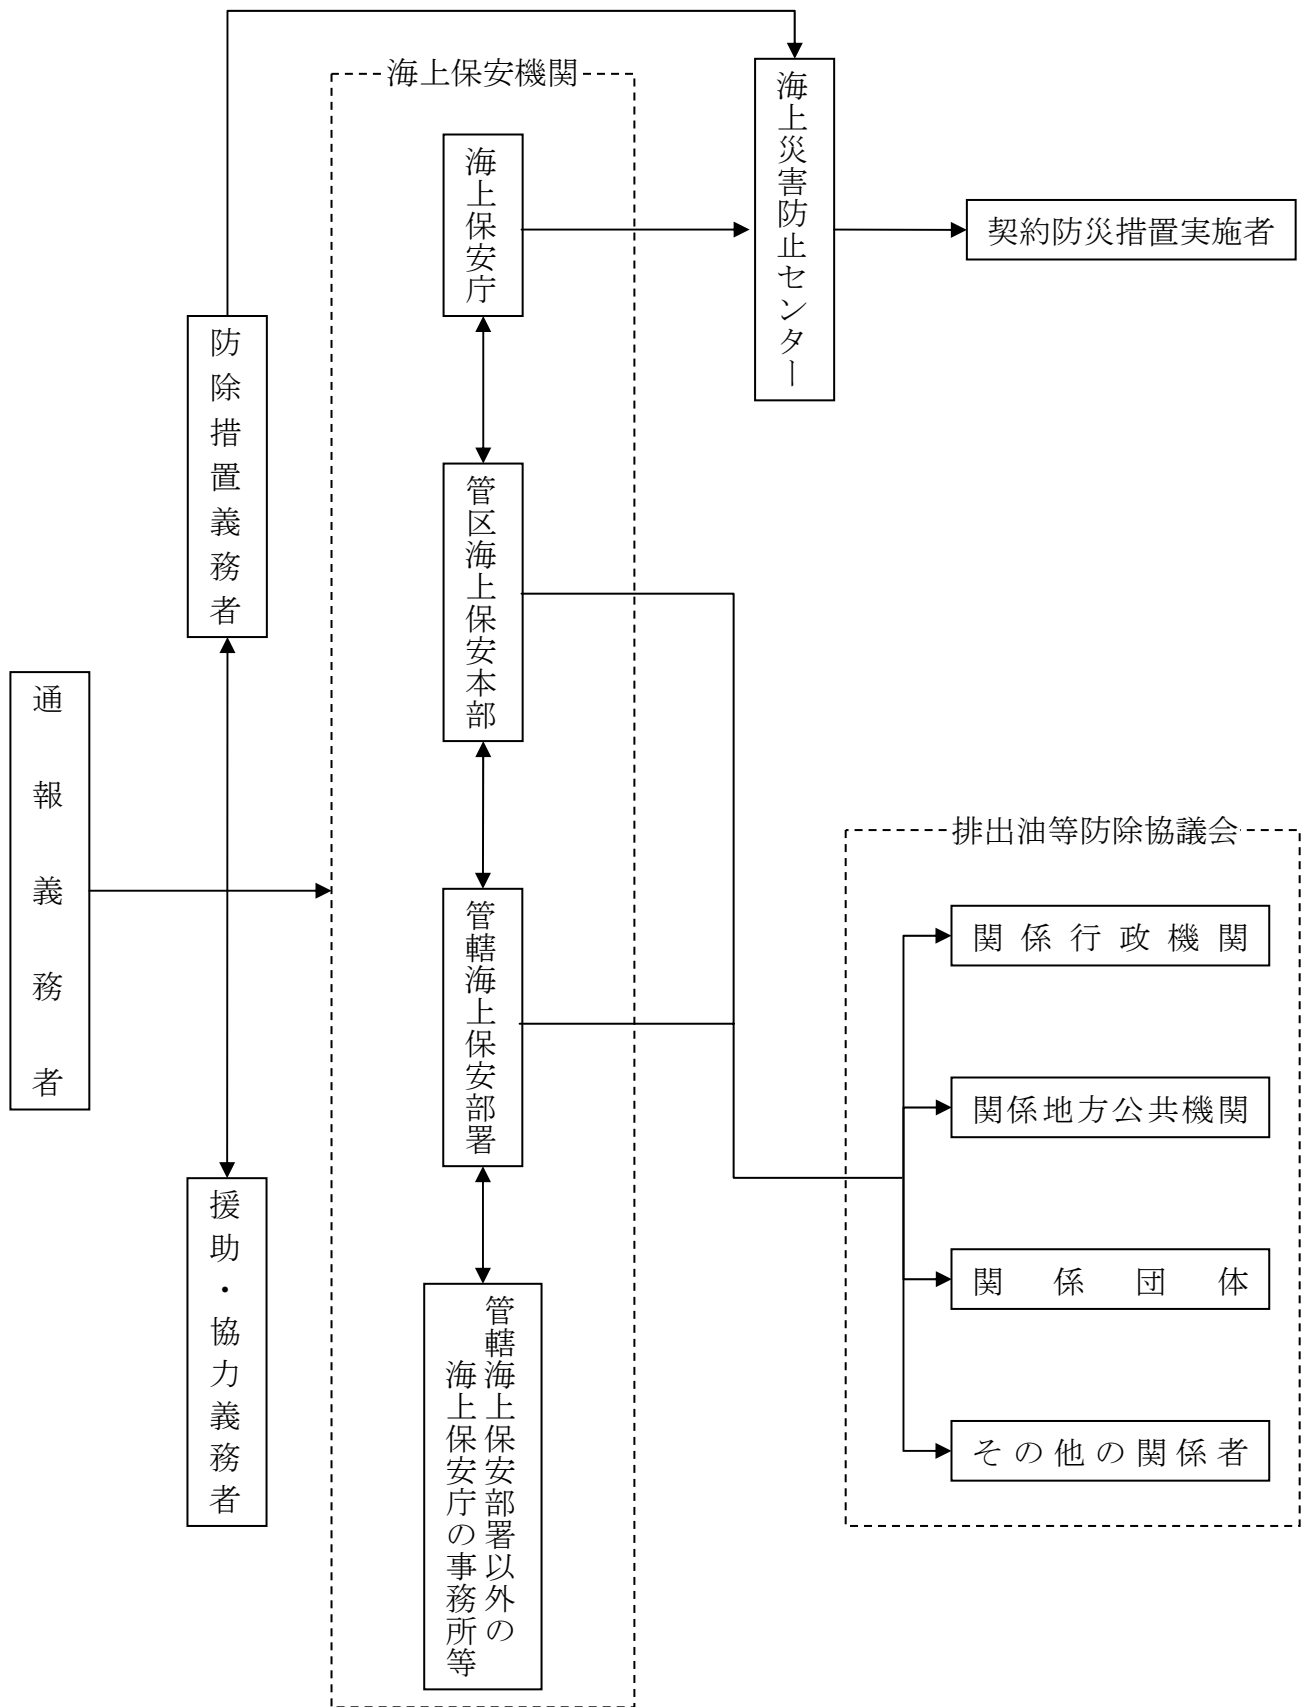 通報義務者
防除措置義務者
援助・協力義務者
海上保安機関
海上保安庁
管区海上保安本部
管轄海上保安部署
管轄海上保安部署以外の
海上保安庁の事務所等
海上災害防止センター
契約防災措置実施者
排出油等防除協議会
関係行政機関
関係地方公共機関
関係団体
その他の関係者